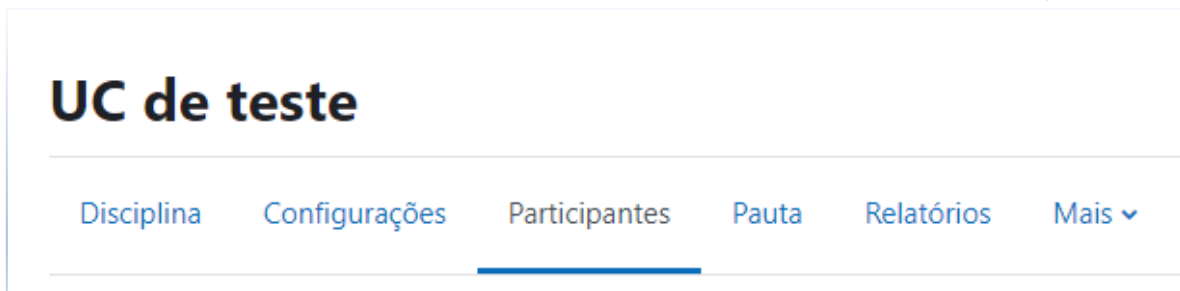 UC de teste
Disciplina Configurações Participantes Pauta Relatórios Mais